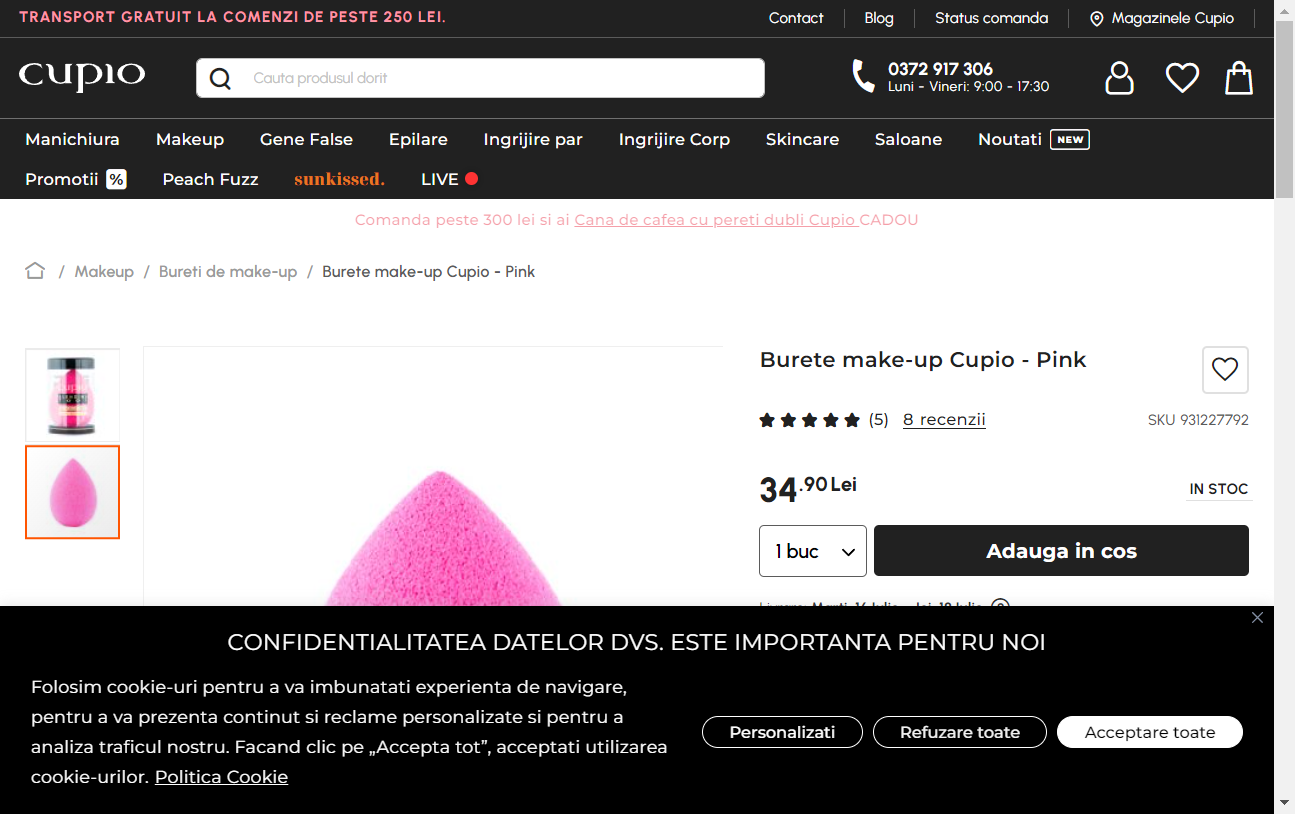 TRANSPORT GRATUIT LA COMENZI DE PESTE 250 LEI.
Contact
Blog
Status comanda
Magazinele Cupio
cupio
Cauta produsul dorit
0372 917 306
Luni - Vineri: 9:00 - 17:30
Manichiura
Makeup
Gene False
Epilare
Ingrijire par
Ingrijire Corp
Skincare
Saloane
Noutati NEW
Promotii %
Peach Fuzz
sunkissed.
LIVE
Comanda peste 300 lei si ai Cana de cafea cu pereti dubli Cupio CADOU
/ Makeup / Bureti de make-up / Burete make-up Cupio - Pink
Burete make-up Cupio - Pink
(5) 8 recenzii
SKU 931227792
34.90 Lei
IN STOC
1 buc
Adauga in cos
CONFIDENTIALITATEA DATELOR DVS. ESTE IMPORTANTA PENTRU NOI
Folosim cookie-uri pentru a va imbunatati experienta de navigare,
pentru a va prezenta continut si reclame personalizate si pentru a
analiza traficul nostru. Facand clic pe „Accepta tot”, acceptati utilizarea
cookie-urilor. Politica Cookie
Personalizati
Refuzare toate
Acceptare toate